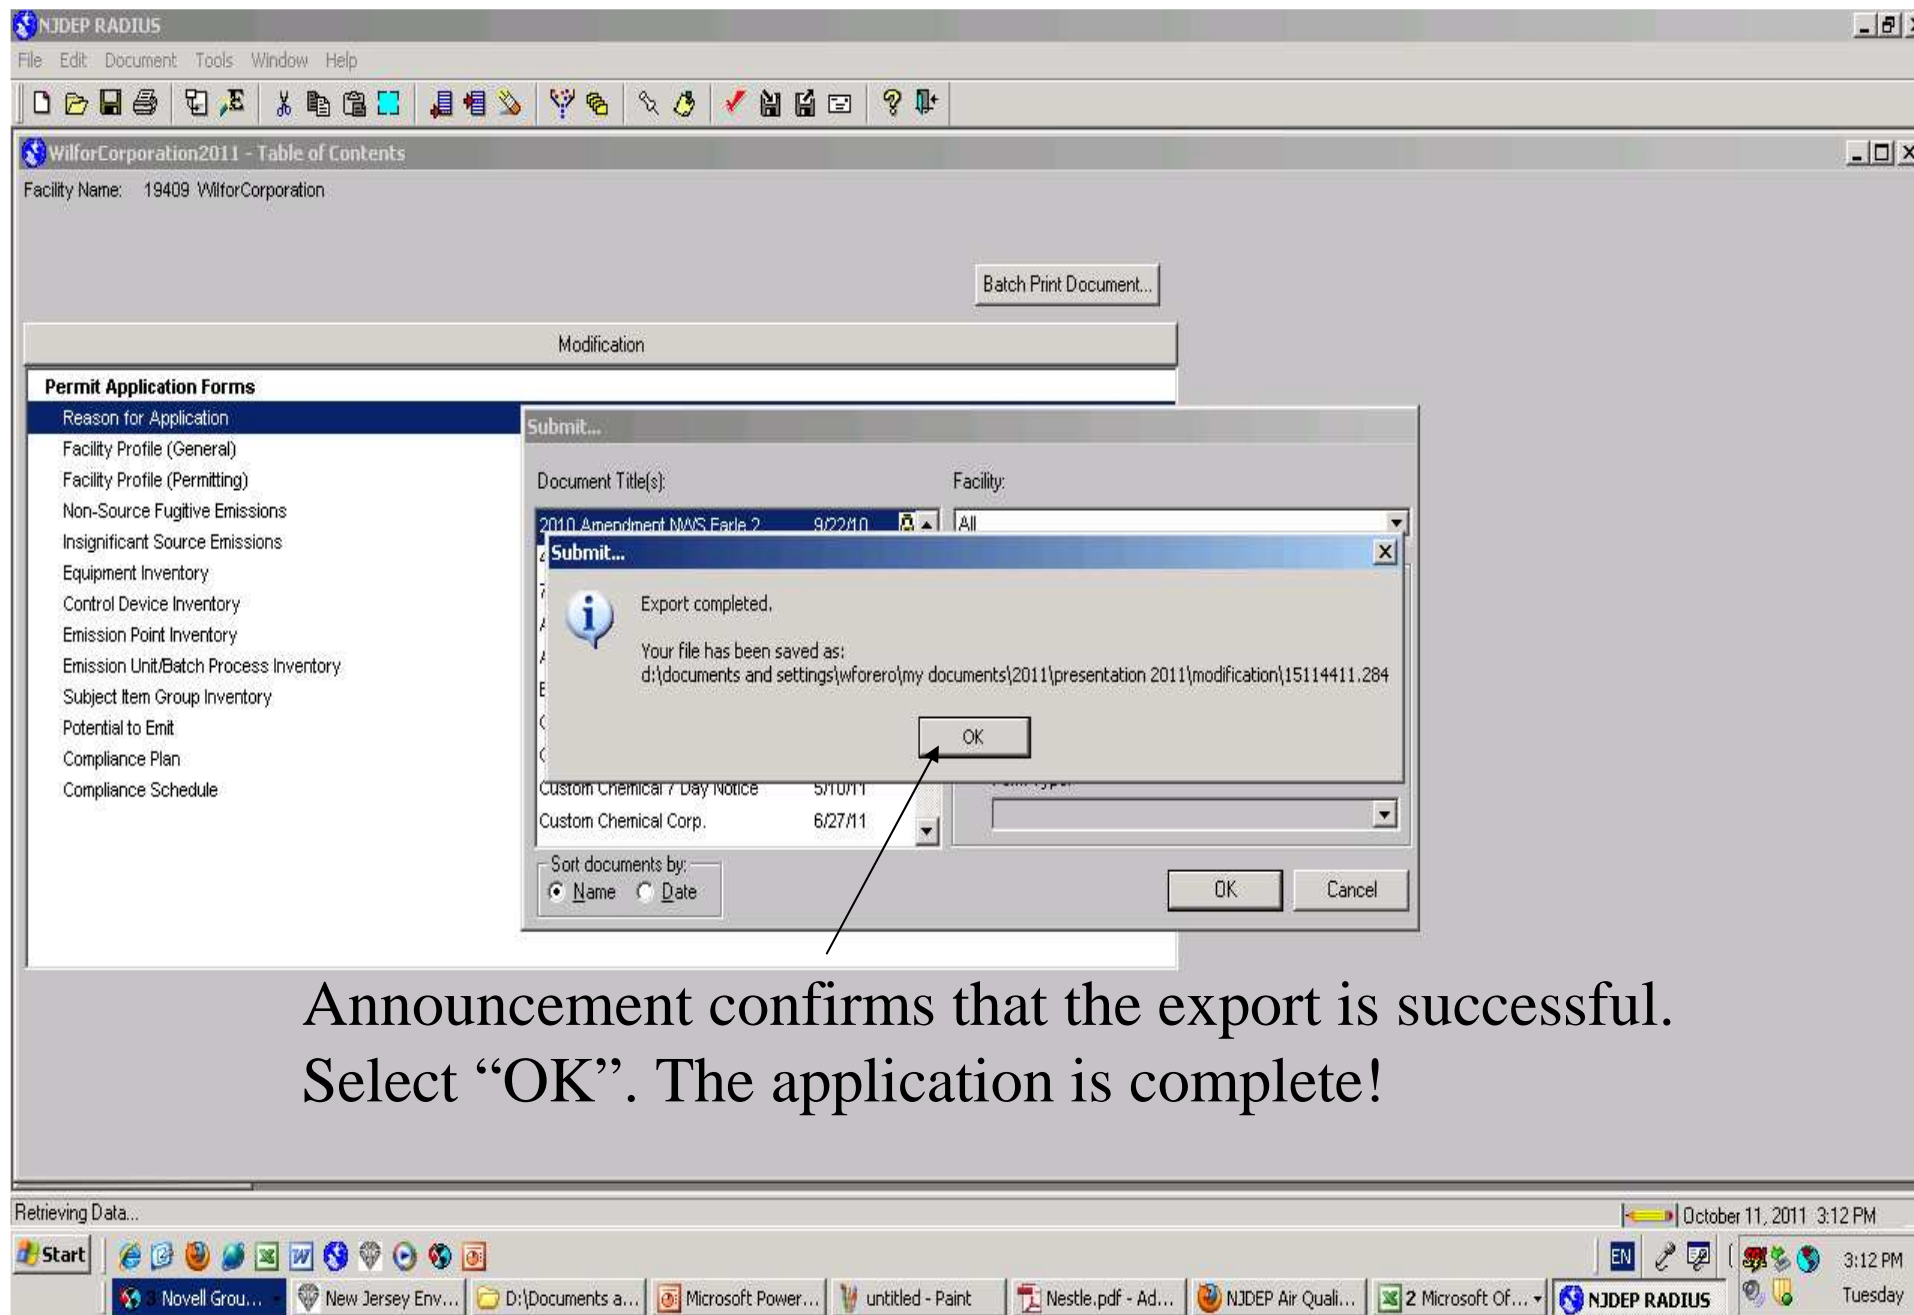 NJDEP RADIUS
File Edit Document Tools Window Help
WilforCorporation2011 - Table of Contents
Facility Name: 19409 WilforCorporation
Batch Print Document...
Modification
Permit Application Forms
Reason for Application
Facility Profile (General)
Facility Profile (Permitting)
Non-Source Fugitive Emissions
Insignificant Source Emissions
Equipment Inventory
Control Device Inventory
Emission Point Inventory
Emission Unit/Batch Process Inventory
Subject Item Group Inventory
Potential to Emit
Compliance Plan
Compliance Schedule
Submit...
Document Title(s):
Facility:
2010 Amendment NWS Earle 2 9/22/10
All
Submit...
Export completed.
Your file has been saved as:
d:\documents and settings\wforero\my documents\2011\presentation 2011\modification\15114411.284
OK
Custom Chemical 7 Day Notice 5/10/11
Custom Chemical Corp. 6/27/11
Sort documents by:
Name Date
OK Cancel
Announcement confirms that the export is successful.
Select “OK”. The application is complete!
Retrieving Data...
October 11, 2011 3:12 PM
Start
EN
3:12 PM
3 Novell Grou...
New Jersey Env...
D:\Documents a...
Microsoft Power...
untitled - Paint
Nestle.pdf - Ad...
NJDEP Air Quali...
2 Microsoft Of...
NJDEP RADIUS
Tuesday